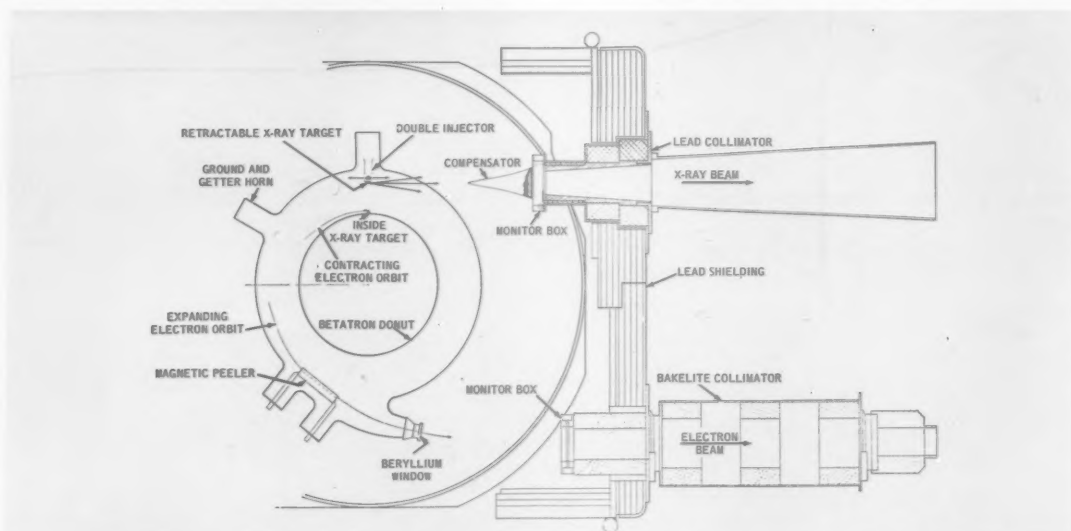 RETRACTABLE X-RAY TARGET
DOUBLE INJECTOR
GROUND AND
GETTER HORN
COMPENSATOR
LEAD COLLIMATOR
X-RAY BEAM
INSIDE
X-RAY TARGET
MONITOR BOX
CONTRACTING
ELECTRON ORBIT
LEAD SHIELDING
EXPANDING
ELECTRON ORBIT
BETATRON DONUT
MAGNETIC PEELER
MONITOR BOX
BAKELITE COLLIMATOR
ELECTRON
BEAM
BERYLLIUM
WINDOW